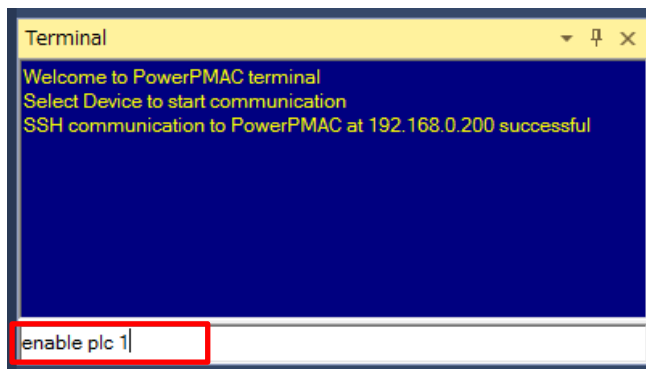 Terminal
Welcome to PowerPMAC terminal
Select Device to start communication
SSH communication to PowerPMAC at 192.168.0.200 successful
enable plc 1